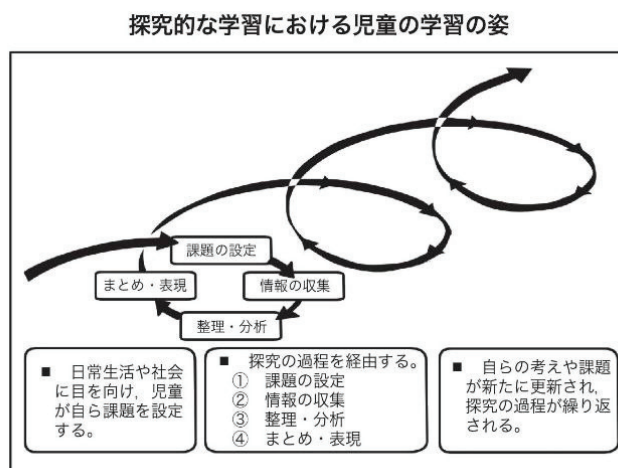 探究的な学習における児童の学習の姿
課題の設定
まとめ・表現
情報の収集
整理・分析
■ 日常生活や社会
に目を向け，児童
が自ら課題を設定
する。
■ 探究の過程を経由する。
① 課題の設定
② 情報の収集
③ 整理・分析
④ まとめ・表現
■ 自らの考えや課題
が新たに更新され，
探究の過程が繰り返
される。